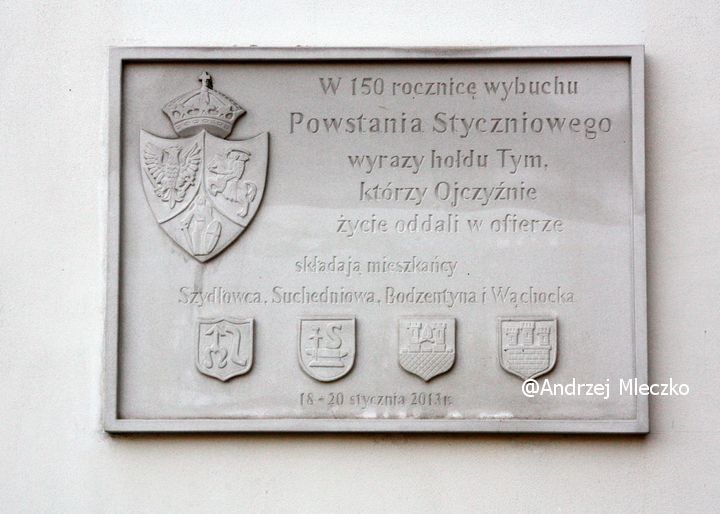 W 150 rocznicę wybuchu
Powstania Styczniowego
wyrazy hołdu Tym,
którzy Ojczyźnie
życie oddali w ofierze
składają mieszkańcy
Szydłowca, Suchedniowa, Bodzentyna i Wąchocka
S
18-20 stycznia 2013 r.
@Andrzej Mleczko